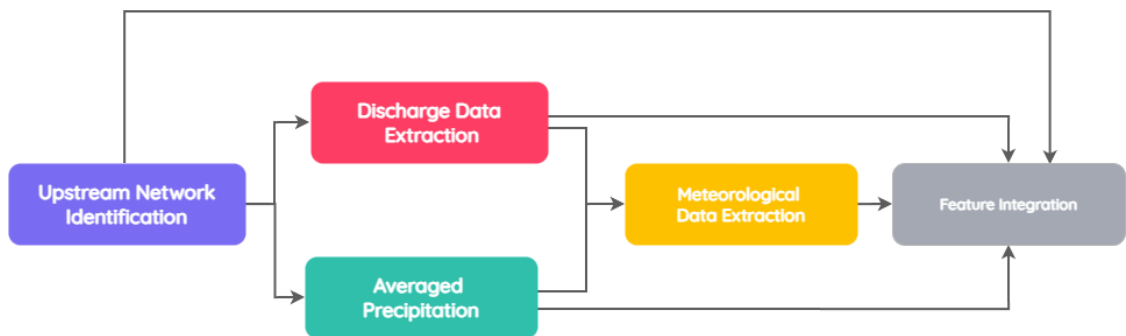 Upstream Network
Identification
Discharge Data
Extraction
Averaged
Precipitation
Meteorological
Data Extraction
Feature Integration